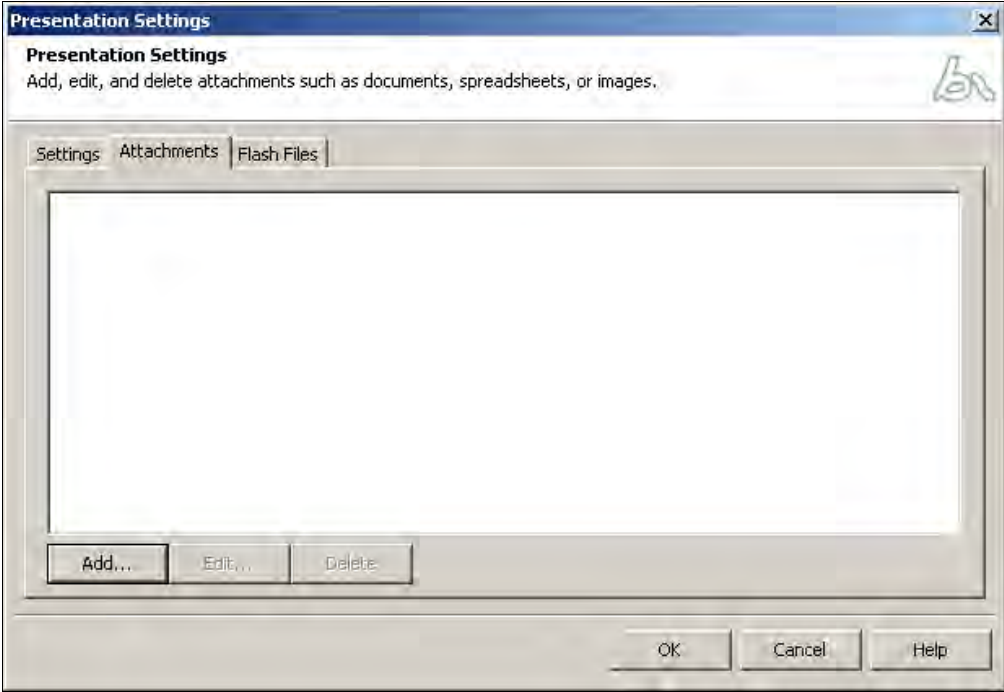 Presentation Settings
Presentation Settings
Add, edit, and delete attachments such as documents, spreadsheets, or images.
Settings Attachments Flash Files
Add... Edit... Delete
OK Cancel Help